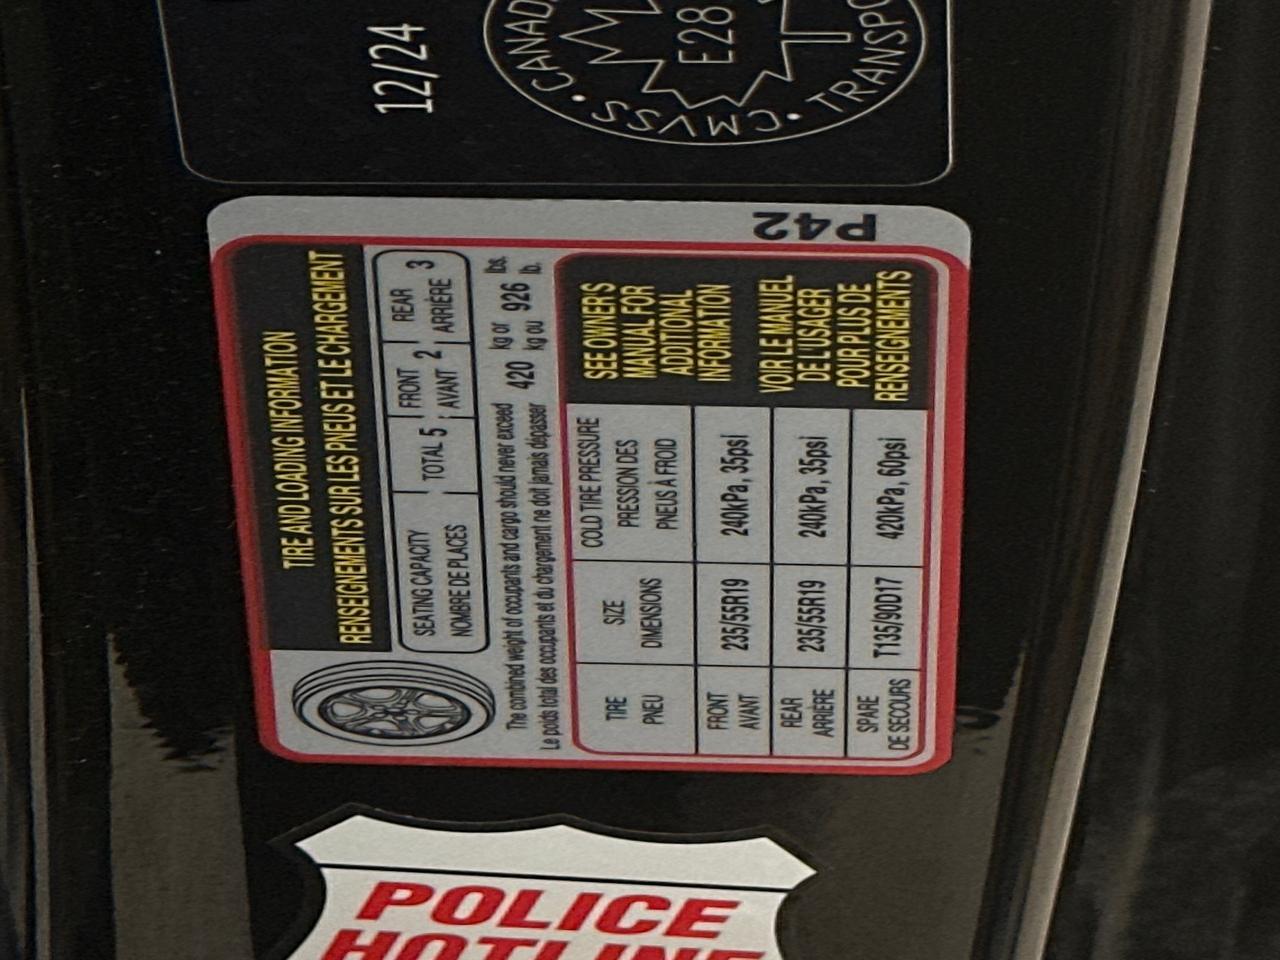 12/24
CANAD
E28
CMVSS
TRANSPO
P42
TIRE AND LOADING INFORMATION
RENSEIGNEMENTS SUR LES PNEUS ET LE CHARGEMENT
SEATING CAPACITY
NOMBRE DE PLACES
TOTAL 5
FRONT
AVANT
2
REAR
ARRIÈRE
3
The combined weight of occupants and cargo should never exceed 420 kg or 926 lbs.
Le poids total des occupants et du chargement ne doit jamais dépasser kg ou lb.
TIRE
PNEU
SIZE
DIMENSIONS
COLD TIRE PRESSURE
PRESSION DES
PNEUS À FROID
FRONT
AVANT
235/55R19
240kPa, 35psi
REAR
ARRIÈRE
235/55R19
240kPa, 35psi
SPARE
DE SECOURS
T135/90D17
420kPa, 60psi
SEE OWNER'S
MANUAL FOR
ADDITIONAL
INFORMATION
VOIR LE MANUEL
DE L'USAGER
POUR PLUS DE
RENSEIGNEMENTS
POLICE
HOTLINE